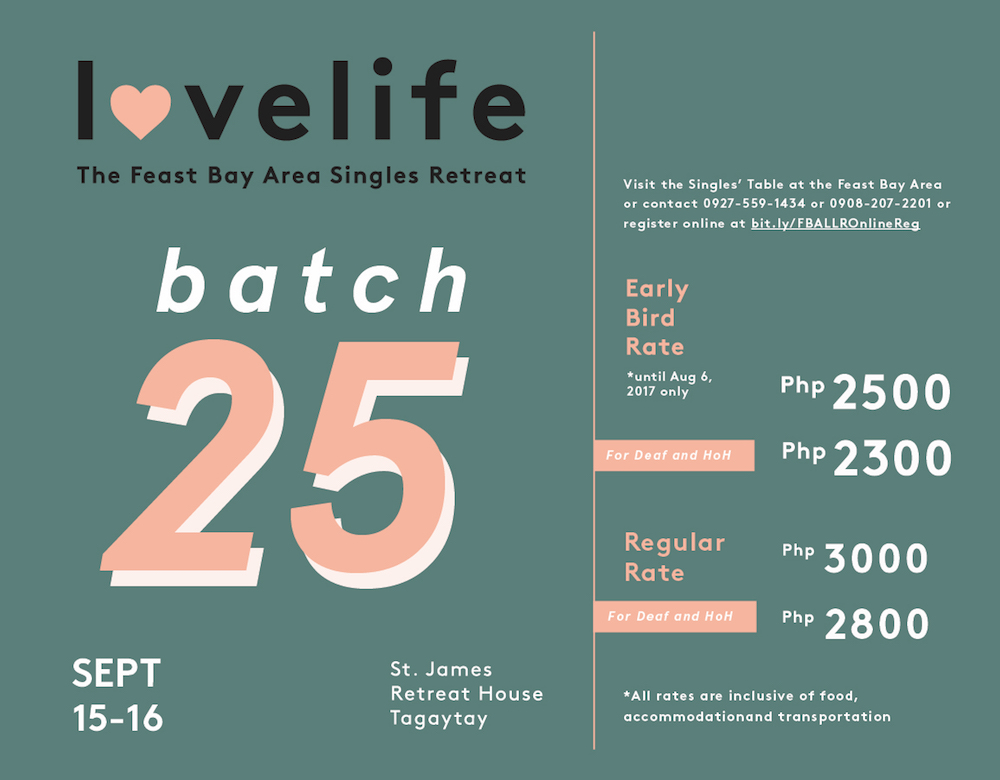 lovelife
The Feast Bay Area Singles Retreat
batch
25
SEPT
15-16
St. James
Retreat House
Tagaytay
Visit the Singles' Table at the Feast Bay Area
or contact 0927-559-1434 or 0908-207-2201 or
register online at bit.ly/FBALLROnlineReg
Early
Bird
Rate
*until Aug 6,
2017 only
Php 2500
For Deaf and HoH Php 2300
Regular
Rate
Php 3000
For Deaf and HoH Php 2800
*All rates are inclusive of food,
accommodationand transportation